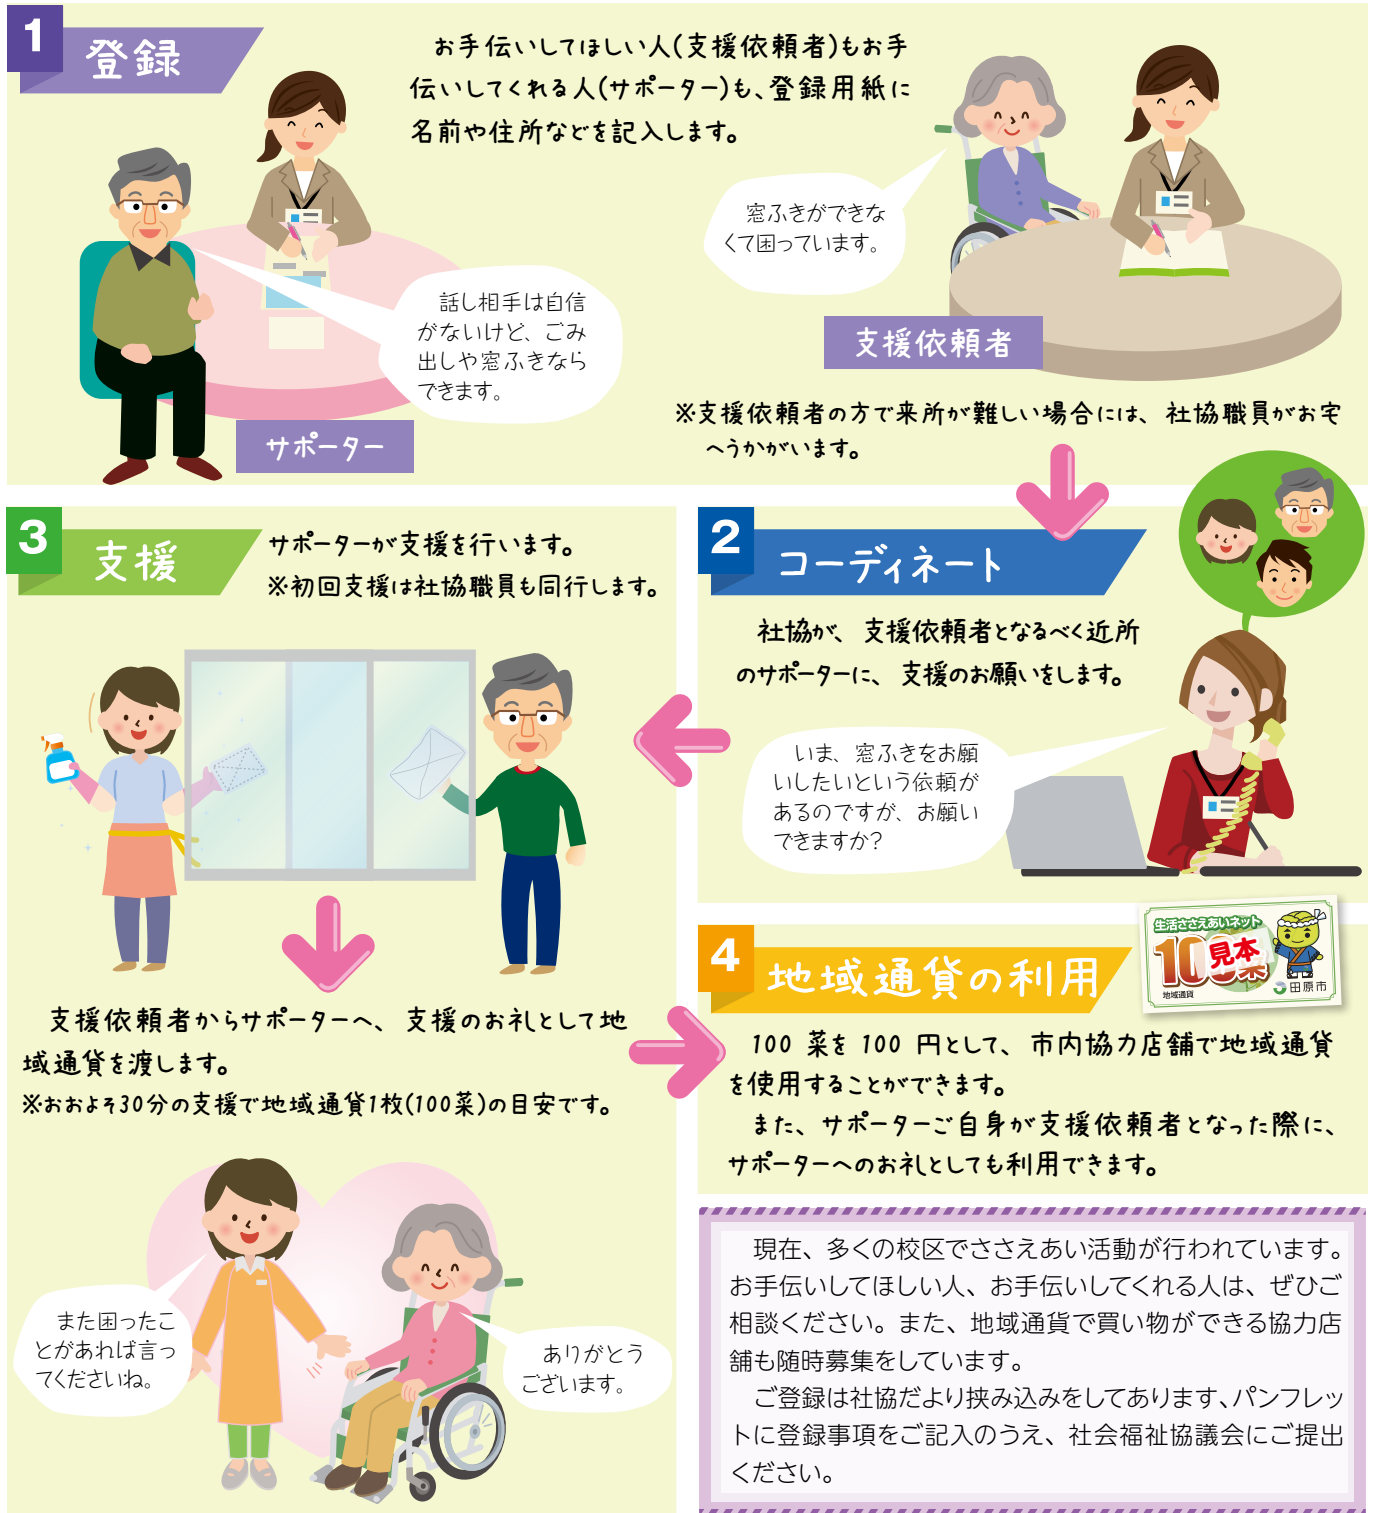 1
登録
お手伝いしてほしい人(支援依頼者)もお手
伝いしてくれる人(サポーター)も、登録用紙に
名前や住所などを記入します。
窓ふきができな
くて困っています。
話し相手は自信
がないけど、ごみ
出しや窓ふきなら
できます。
支援依頼者
サポーター
※支援依頼者の方で来所が難しい場合には、社協職員がお宅
へうかがいます。
2
コーディネート
社協が、支援依頼者となるべく近所
のサポーターに、支援のお願いをします。
いま、窓ふきをお願
いしたいという依頼が
あるのですが、お願い
できますか?
3
支援
サポーターが支援を行います。
※初回支援は社協職員も同行します。
支援依頼者からサポーターへ、支援のお礼として地
域通貨を渡します。
※おおよそ30分の支援で地域通貨1枚(100菜)の目安です。
また困ったこ
とがあれば言っ
てくださいね。
ありがとう
ございます。
4
地域通貨の利用
生活ささえあいネット
100菜
見本
地域通貨
田原市
100 菜を 100 円として、市内協力店舗で地域通貨
を使用することができます。
また、サポーターご自身が支援依頼者となった際に、
サポーターへのお礼としても利用できます。
現在、多くの校区でささえあい活動が行われています。
お手伝いしてほしい人、お手伝いしてくれる人は、ぜひご
相談ください。また、地域通貨で買い物ができる協力店
舗も随時募集をしています。
ご登録は社協だより挟み込みをしてあります、パンフレッ
トに登録事項をご記入のうえ、社会福祉協議会にご提出
ください。